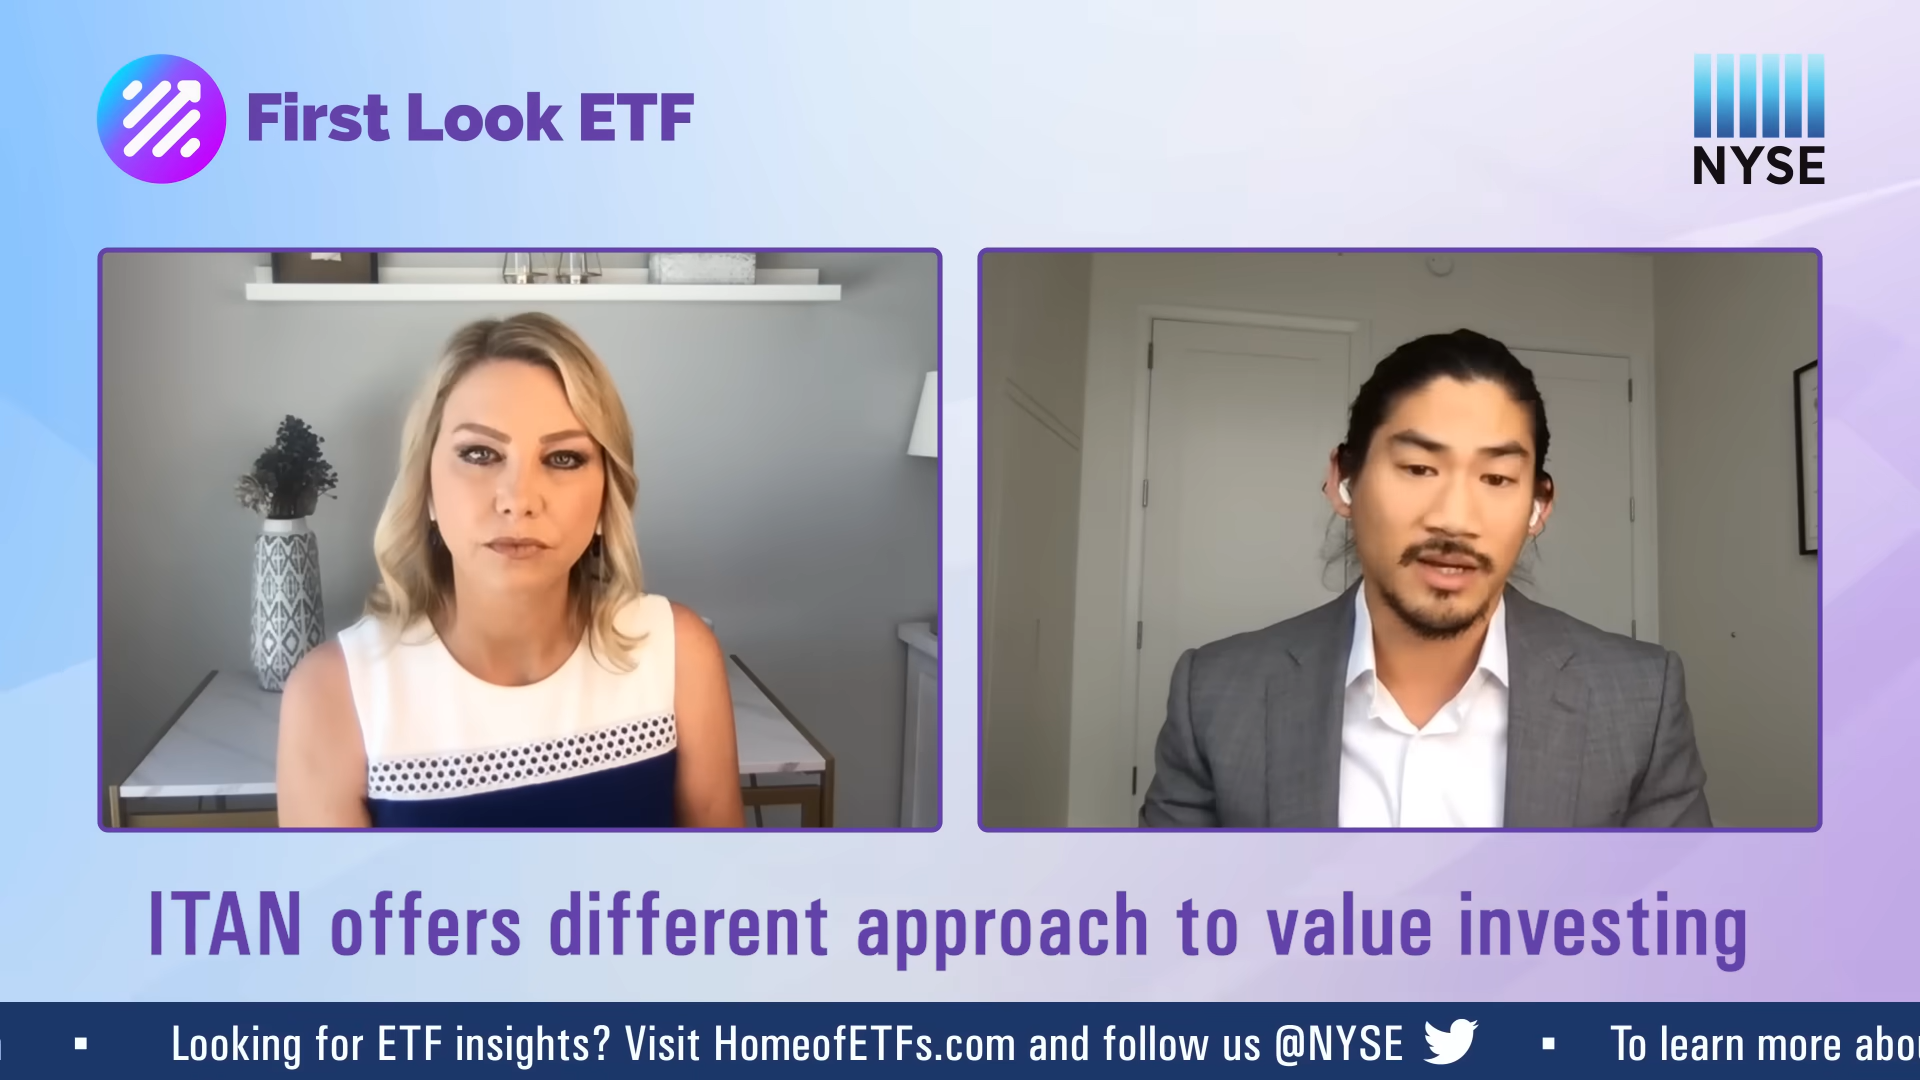 First Look ETF
NYSE
ITAN offers different approach to value investing
Looking for ETF insights? Visit HomeofETFs.com and follow us @NYSE
To learn more